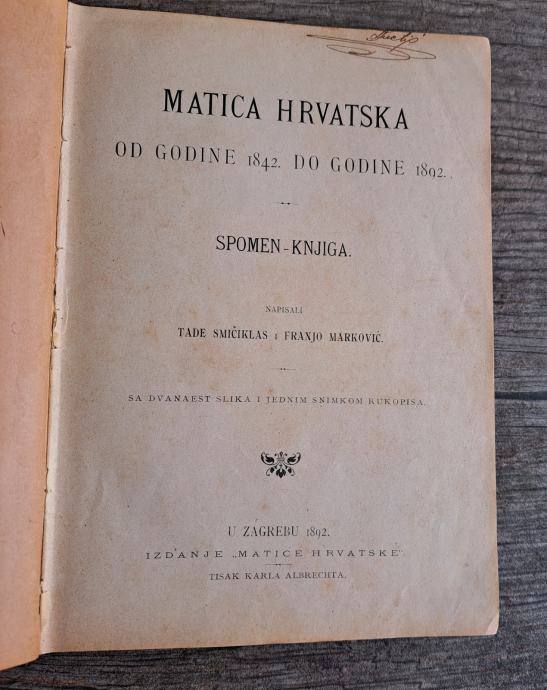 MATICA HRVATSKA
OD GODINE 1842. DO GODINE 1892.
SPOMEN-KNJIGA.
NAPISALI
TADE SMIČIKLAS I FRANJO MARKOVIĆ.
SA DVANAEST SLIKA I JEDNIM SNIMKOM RUKOPISA.
U ZAGREBU 1892.
IZDANJE „MATICE HRVATSKE“.
TISAK KARLA ALBRECHTA.